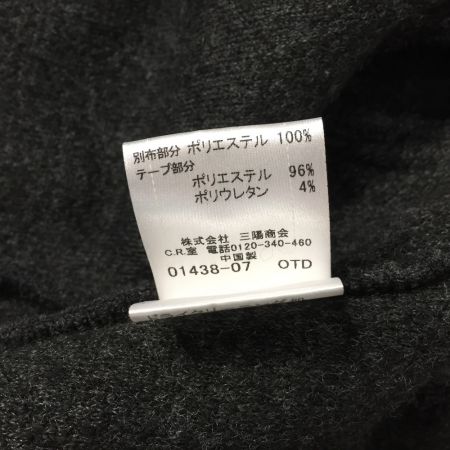 別布部分 ポリエステル 100%
テープ部分
ポリエステル 96%
ポリウレタン 4%
株式会社 三陽商会
C.R.室 電話0120-340-460
中国製
01438-07 OTD